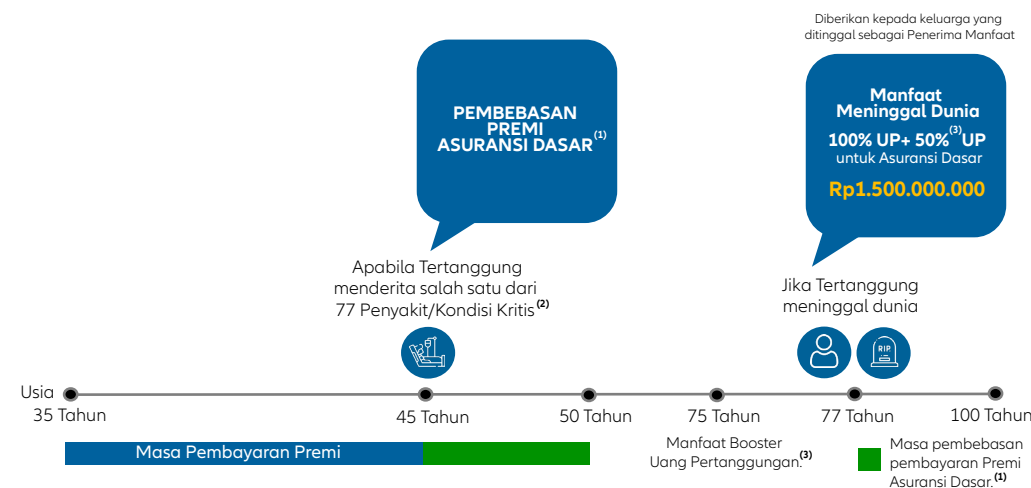 Diberikan kepada keluarga yang
ditinggal sebagai Penerima Manfaat
PEMBEBASAN
PREMI
ASURANSI DASAR(1)
Manfaat
Meninggal Dunia
100% UP+ 50%(3)UP
untuk Asuransi Dasar
Rp1.500.000.000
Apabila Tertanggung
menderita salah satu dari
77 Penyakit/Kondisi Kritis(2)
Jika Tertanggung
meninggal dunia
RIP
Usia
35 Tahun
45 Tahun
50 Tahun
75 Tahun
77 Tahun
100 Tahun
Masa Pembayaran Premi
Manfaat Booster
Uang Pertanggungan.(3)
Masa pembebasan
pembayaran Premi
Asuransi Dasar.(1)